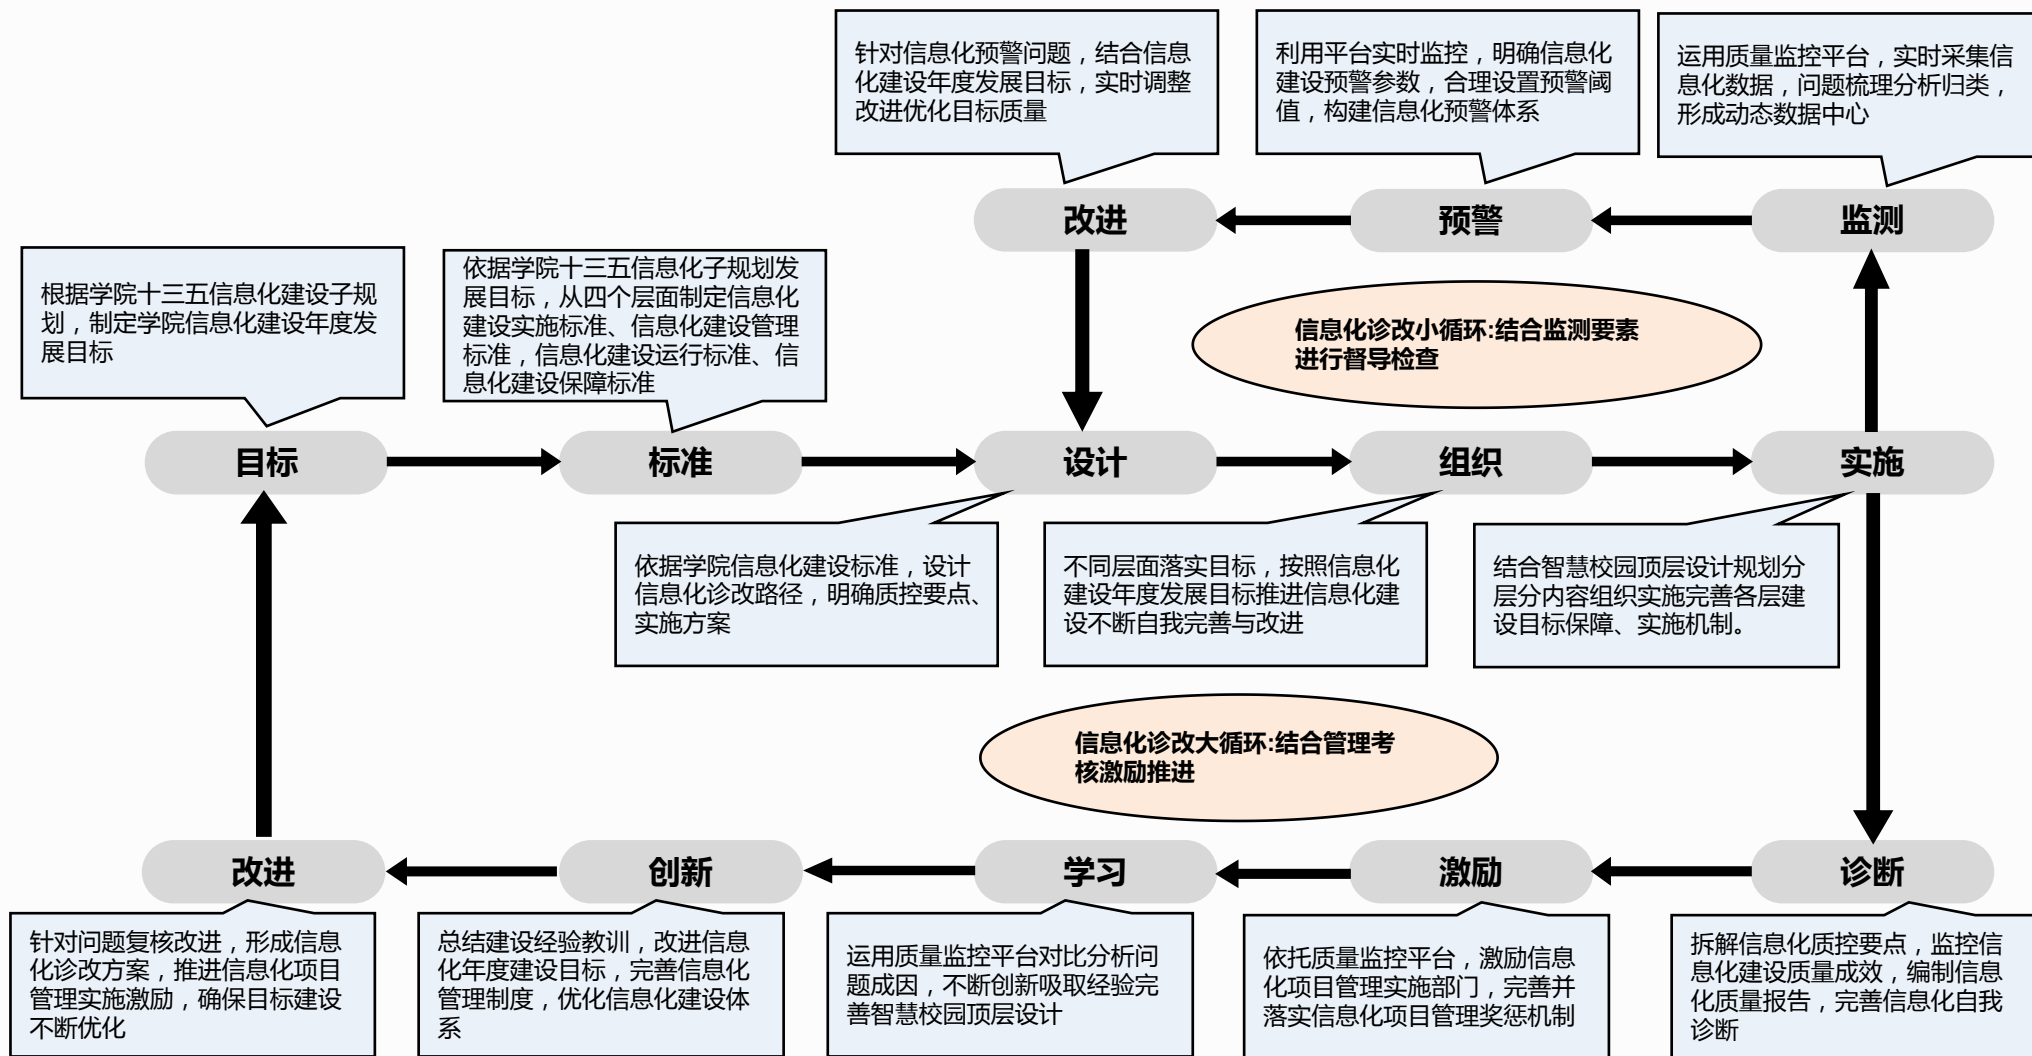 针对信息化预警问题，结合信息
化建设年度发展目标，实时调整
改进优化目标质量
利用平台实时监控，明确信息化
建设预警参数，合理设置预警阈
值，构建信息化预警体系
运用质量监控平台，实时采集信
息化数据，问题梳理分析归类，
形成动态数据中心
改进
预警
监测
根据学院十三五信息化建设子规
划，制定学院信息化建设年度发
展目标
依据学院十三五信息化子规划发
展目标，从四个层面制定信息化
建设实施标准、信息化建设管理
标准，信息化建设运行标准、信
息化建设保障标准
信息化诊改小循环:结合监测要素
进行督导检查
目标
标准
设计
组织
实施
依据学院信息化建设标准，设计
信息化诊改路径，明确质控要点、
实施方案
不同层面落实目标，按照信息化
建设年度发展目标推进信息化建
设不断自我完善与改进
结合智慧校园顶层设计规划分
层分内容组织实施完善各层建
设目标保障、实施机制。
信息化诊改大循环:结合管理考
核激励推进
改进
创新
学习
激励
诊断
针对问题复核改进，形成信息
化诊改方案，推进信息化项目
管理实施激励，确保目标建设
不断优化
总结建设经验教训，改进信息
化年度建设目标，完善信息化
管理制度，优化信息化建设体
系
运用质量监控平台对比分析问
题成因，不断创新吸取经验完
善智慧校园顶层设计
依托质量监控平台，激励信息
化项目管理实施部门，完善并
落实信息化项目管理奖惩机制
拆解信息化质控要点，监控信
息化建设质量成效，编制信息
化质量报告，完善信息化自我
诊断